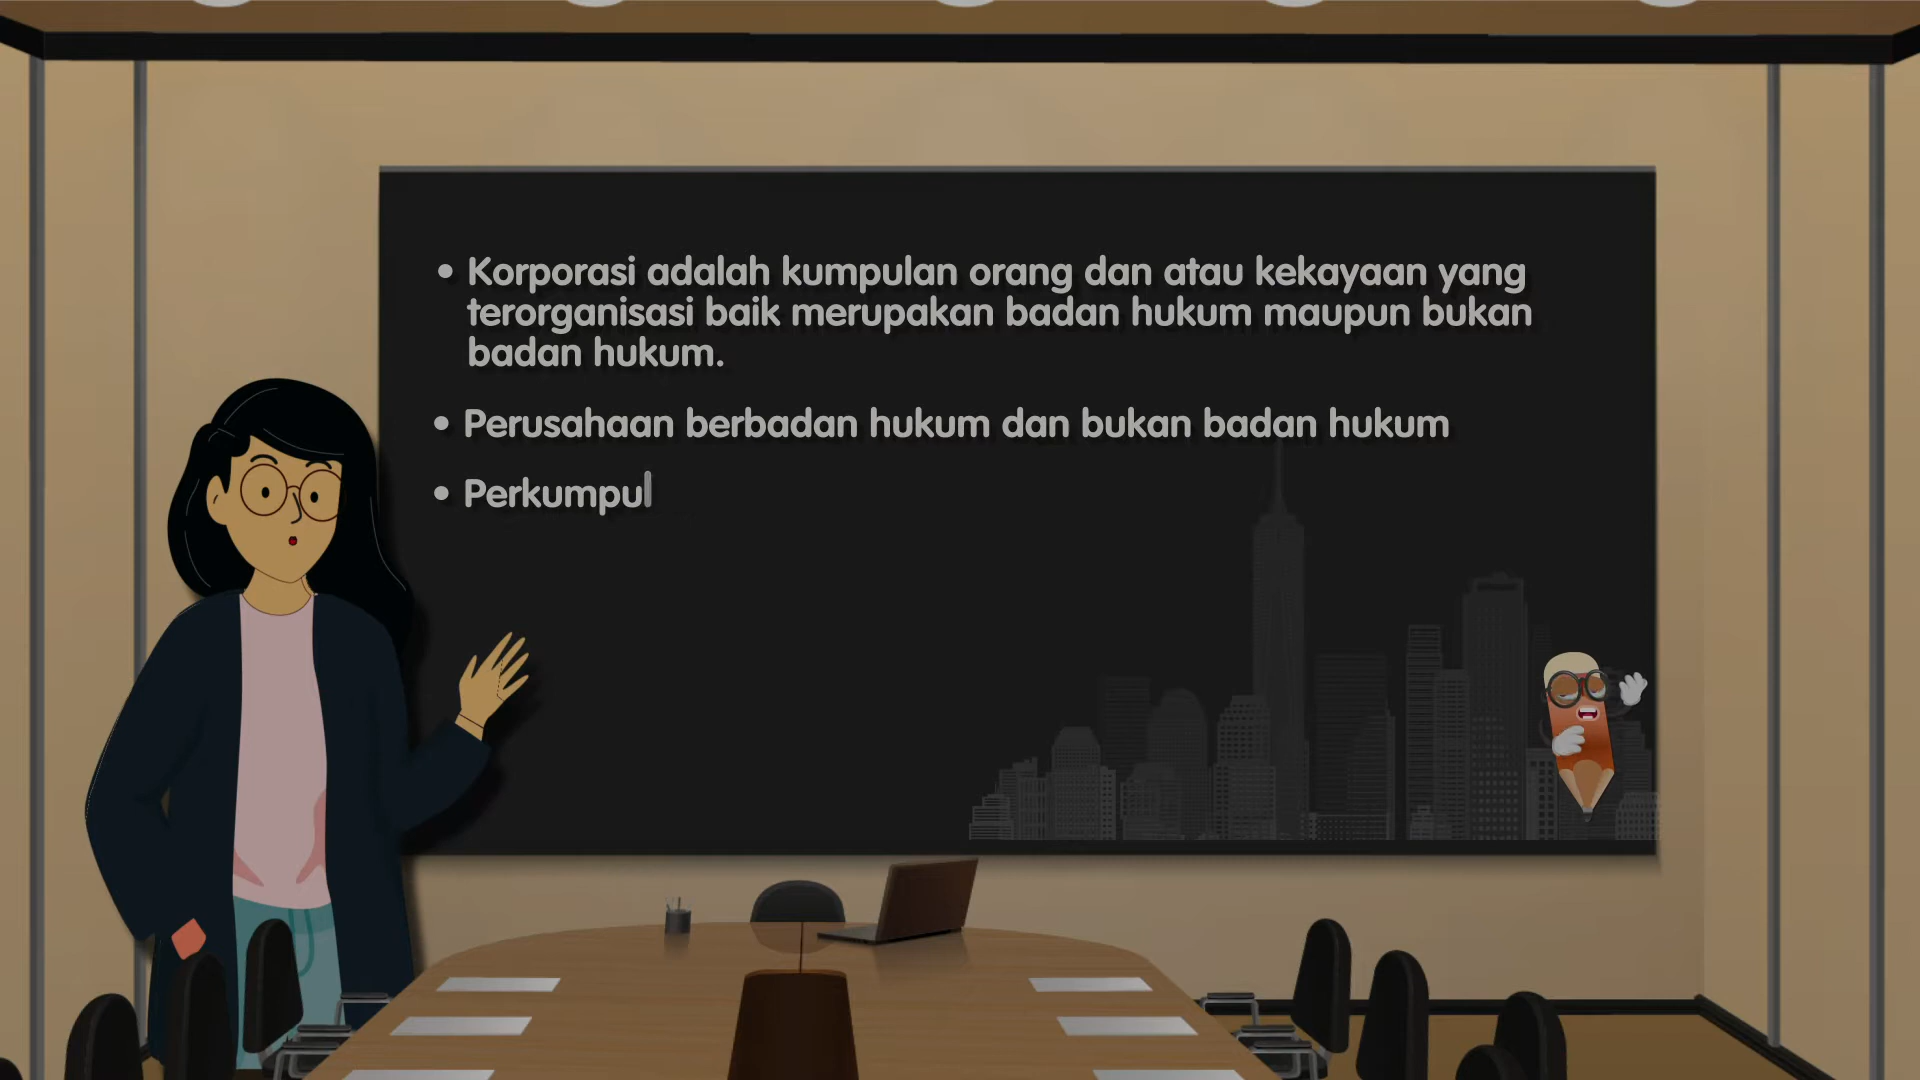 • Korporasi adalah kumpulan orang dan atau kekayaan yang
terorganisasi baik merupakan badan hukum maupun bukan
badan hukum.
• Perusahaan berbadan hukum dan bukan badan hukum
• Perkumpul